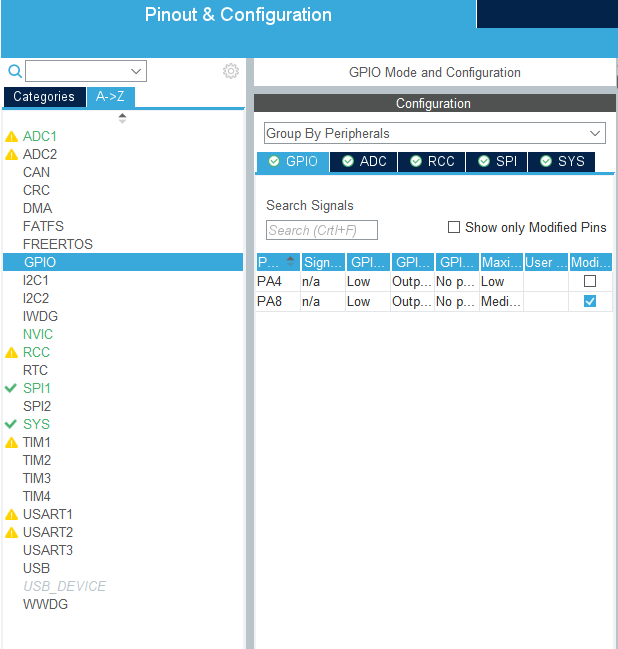 Pinout & Configuration
GPIO Mode and Configuration
Categories A->Z
Configuration
Group By Peripherals
GPIO ADC RCC SPI SYS
Search Signals
Search (Crtl+F)
Show only Modified Pins
P... Sign... GPI... GPI... GPI... Maxi... User ... Modi...
PA4 n/a Low Outp... No p... Low
PA8 n/a Low Outp... No p... Medi...
ADC1
ADC2
CAN
CRC
DMA
FATFS
FREERTOS
GPIO
I2C1
I2C2
IWDG
NVIC
RCC
RTC
SPI1
SPI2
SYS
TIM1
TIM2
TIM3
TIM4
USART1
USART2
USART3
USB
USB_DEVICE
WWDG